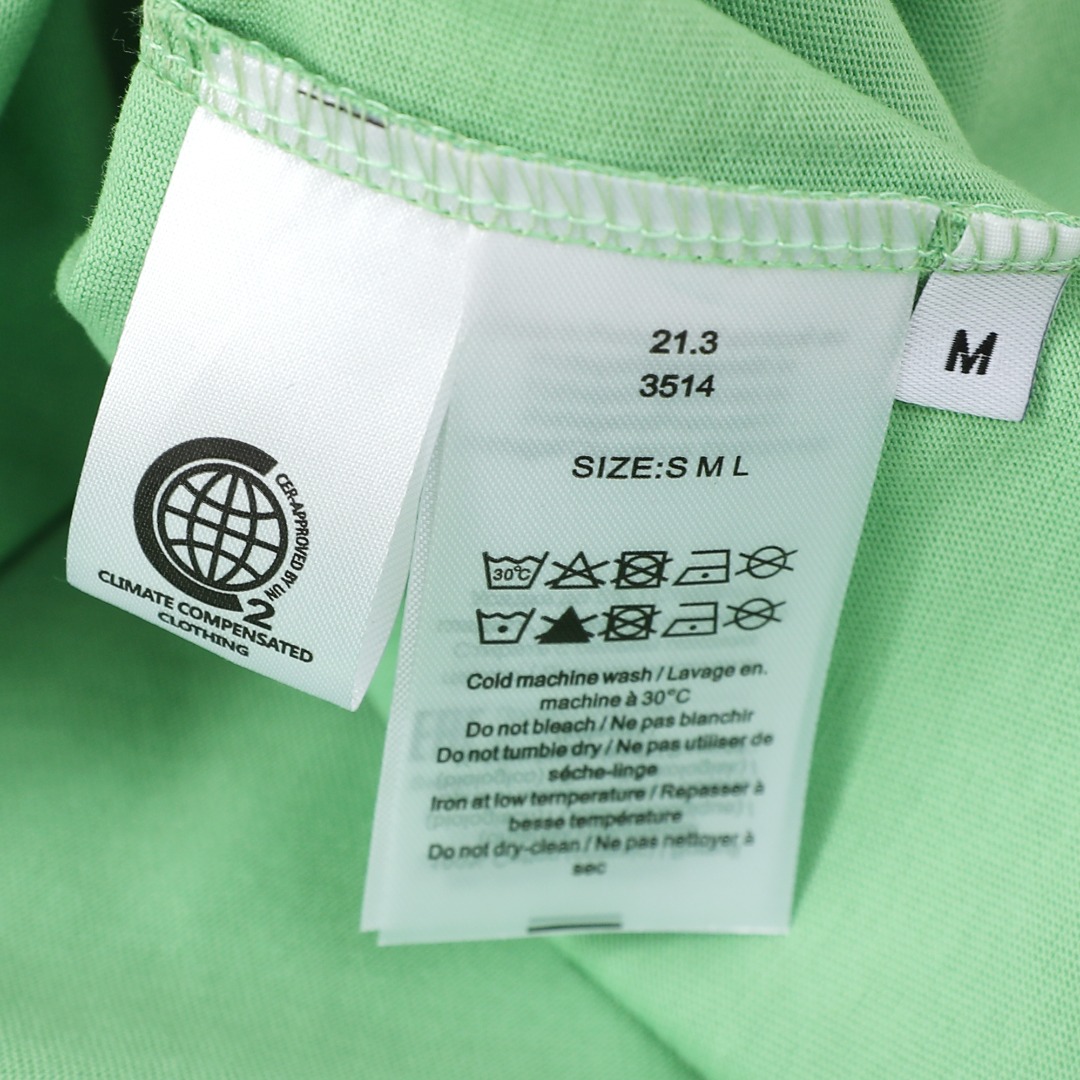 CER-APPROVED BY UN
2
CLIMATE COMPENSATED
CLOTHING
21.3
3514
SIZE:S M L
30°C
Cold machine wash / Lavage en.
machine à 30°C
Do not bleach / Ne pas blanchir
Do not tumble dry / Ne pas utiliser de
séche-linge
Iron at low temperature / Repasser à
besse température
Do not dry-clean / Ne pas nettoyer à
sec
M